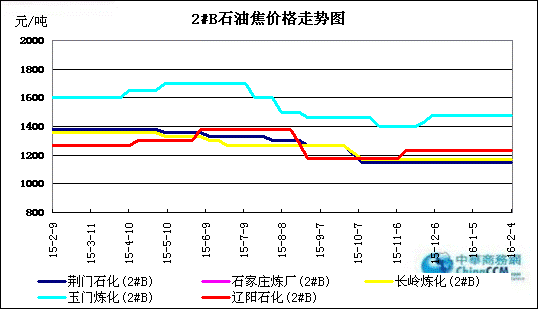 2#B石油焦价格走势图
元/吨
2000
1800
1600
1400
1200
1000
800
15-2-9
15-3-11
15-4-10
15-5-10
15-6-9
15-7-9
15-8-8
15-9-7
15-10-7
15-11-6
15-12-6
16-1-5
16-2-4
中華商務網
ChinaCCM.com
荆门石化(2#B)
石家庄炼厂(2#B)
长岭炼化(2#B)
玉门炼化(2#B)
辽阳石化(2#B)